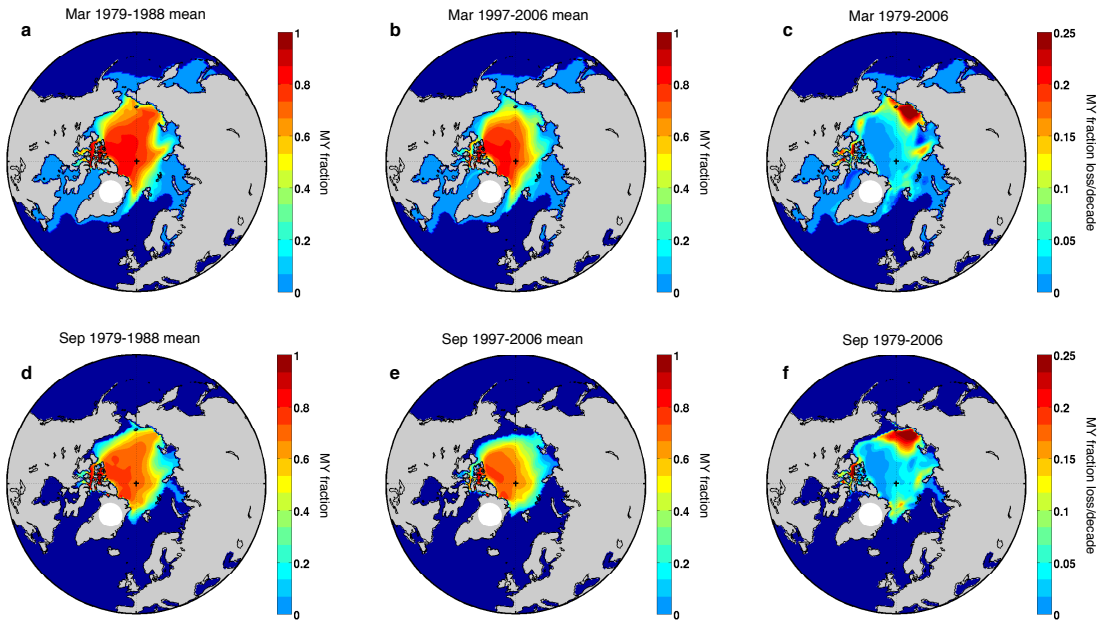 Mar 1979-1988 mean
Mar 1997-2006 mean
Mar 1979-2006
a
b
c
1
0.8
0.6
0.4
0.2
0
MY fraction
1
0.8
0.6
0.4
0.2
0
MY fraction
0.25
0.2
0.15
0.1
0.05
0
MY fraction loss/decade
Sep 1979-1988 mean
Sep 1997-2006 mean
Sep 1979-2006
d
e
f
1
0.8
0.6
0.4
0.2
0
MY fraction
1
0.8
0.6
0.4
0.2
0
MY fraction
0.25
0.2
0.15
0.1
0.05
0
MY fraction loss/decade